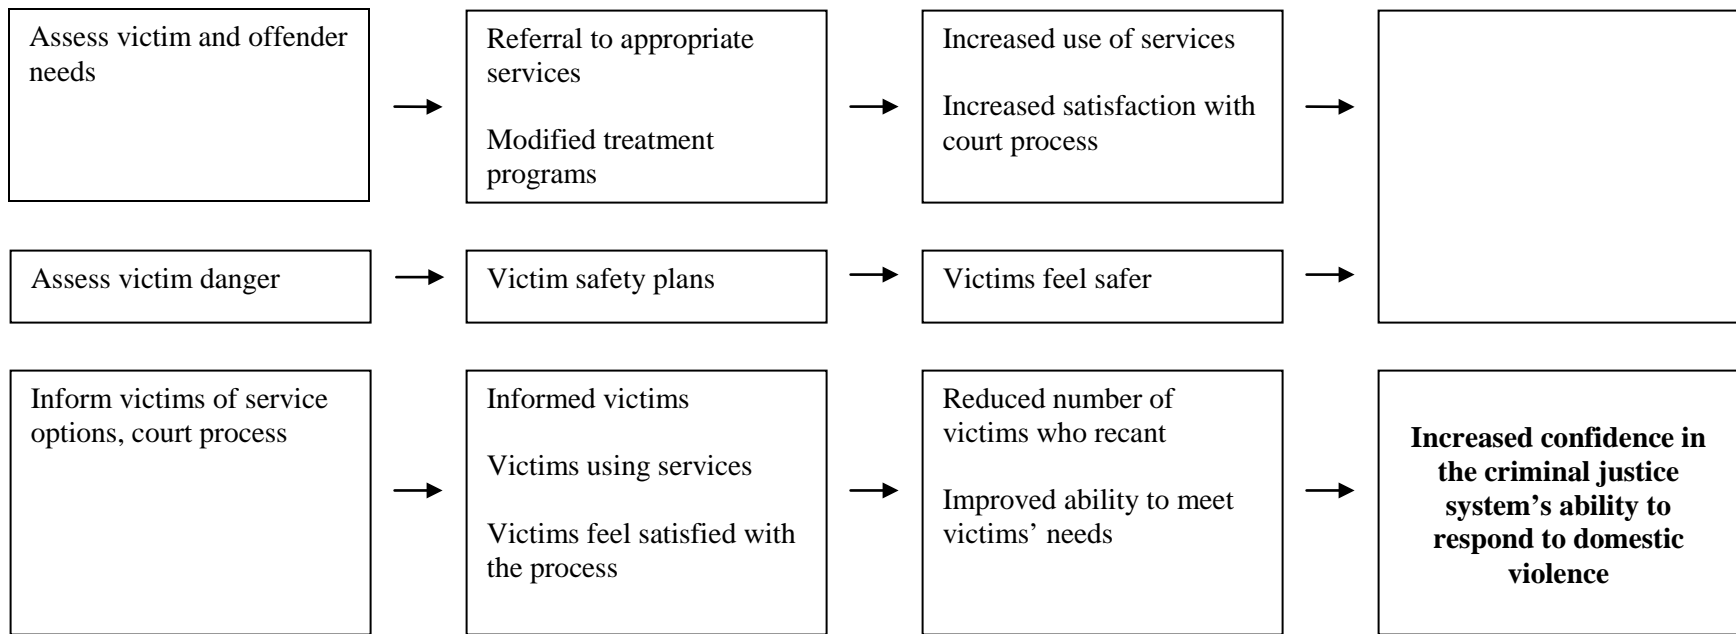 Assess victim and offender
needs
Referral to appropriate
services
Modified treatment
programs
Increased use of services
Increased satisfaction with
court process
Assess victim danger
Victim safety plans
Victims feel safer
Inform victims of service
options, court process
Informed victims
Victims using services
Victims feel satisfied with
the process
Reduced number of
victims who recant
Improved ability to meet
victims’ needs
Increased confidence in
the criminal justice
system’s ability to
respond to domestic
violence